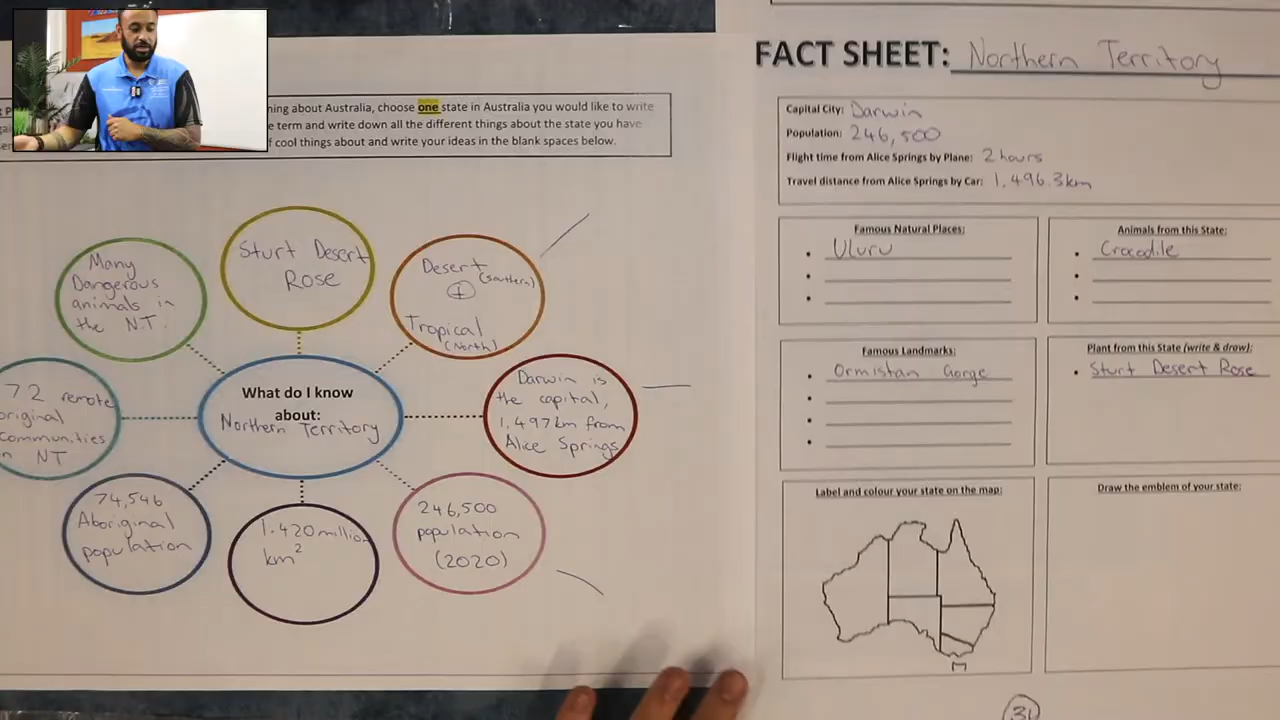 ning about Australia, choose one state in Australia you would like to write
e term and write down all the different things about the state you have
f cool things about and write your ideas in the blank spaces below.
Many
Dangerous
animals in
the N.T.
Sturt Desert
Rose
Desert (Southern)
+
Tropical
(North)
72 remote
original
communities
n NT
What do I know
about:
Northern Territory
Darwin is
the capital,
1,497km from
Alice Springs
74,546
Aboriginal
population
1.420 million
km²
246,500
population
(2020)
FACT SHEET: Northern Territory
Capital City: Darwin
Population: 246,500
Flight time from Alice Springs by Plane: 2 hours
Travel distance from Alice Springs by Car: 1,496.3km
Famous Natural Places:
• Uluru
•
•
Animals from this State:
• Crocodile
•
•
Famous Landmarks:
• Ormistan Gorge
•
•
•
Plant from this State (write & draw):
• Sturt Desert Rose
Label and colour your state on the map:
Draw the emblem of your state:
31